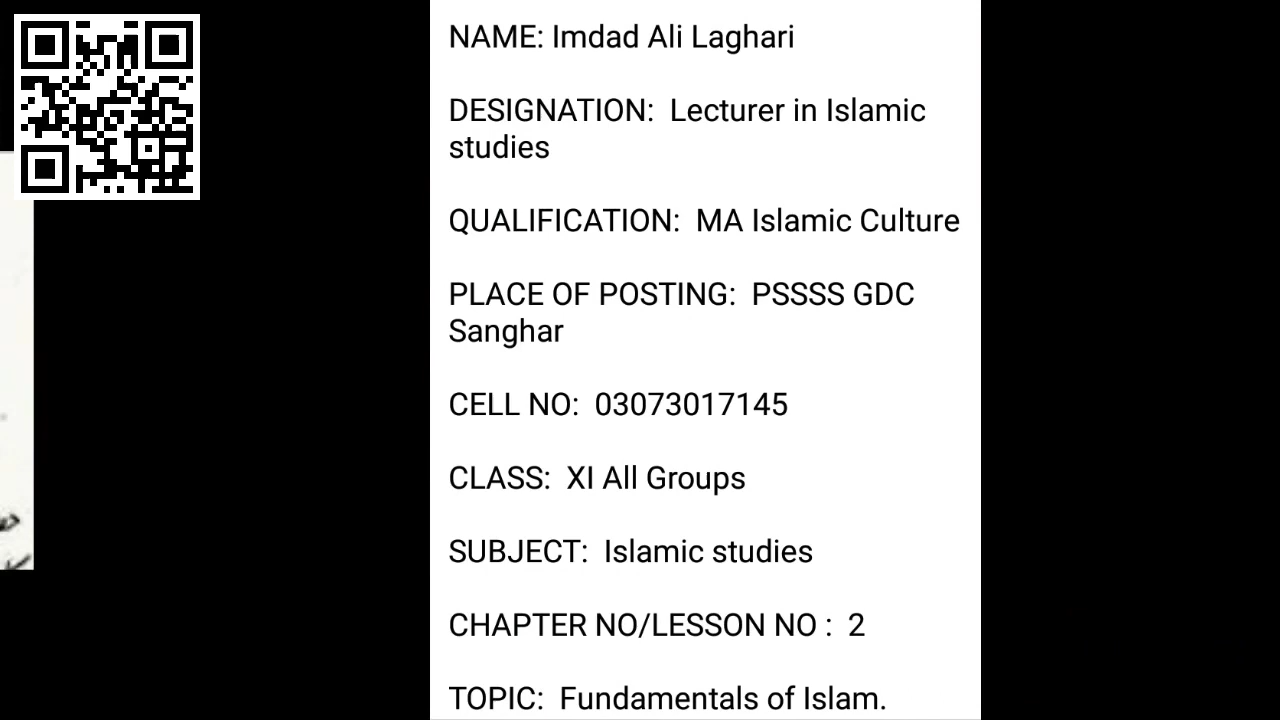 NAME: Imdad Ali Laghari
DESIGNATION:  Lecturer in Islamic
studies
QUALIFICATION:  MA Islamic Culture
PLACE OF POSTING:  PSSSS GDC
Sanghar
CELL NO:  03073017145
CLASS:  XI All Groups
SUBJECT:  Islamic studies
CHAPTER NO/LESSON NO :  2
TOPIC:  Fundamentals of Islam.